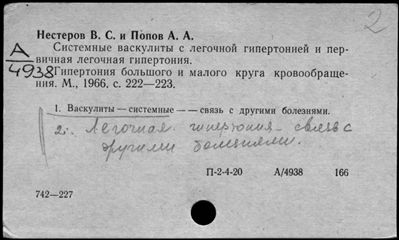 2
Нестеров В. С. и Попов А. А.
А
4938
Системные васкулиты с легочной гипертонией и пер-
вичная легочная гипертония.
Гипертония большого и малого круга кровообраще-
ния. М., 1966, с. 222—223.
1. Васкулиты — системные — — связь с другими болезнями.
2. Легочная гипертония - связь с
другими болезнями.
П-2-4-20 А/4938 166
742—227